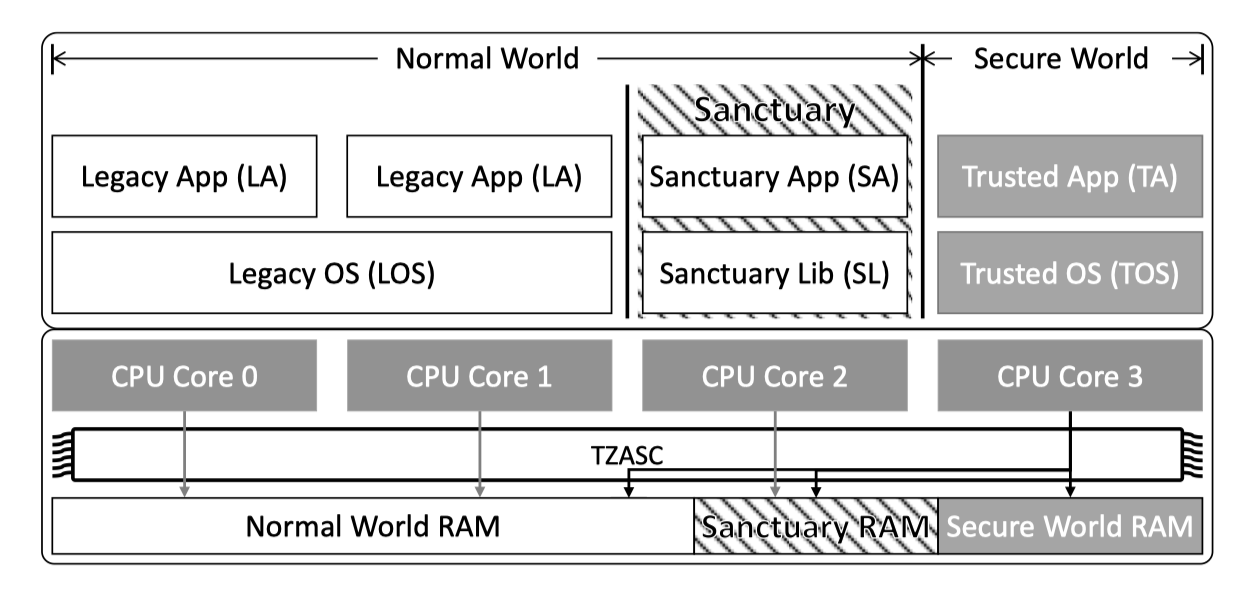 Normal World
Secure World
Sanctuary
Legacy App (LA)
Legacy App (LA)
Sanctuary App (SA)
Trusted App (TA)
Legacy OS (LOS)
Sanctuary Lib (SL)
Trusted OS (TOS)
CPU Core 0
CPU Core 1
CPU Core 2
CPU Core 3
TZASC
Normal World RAM
Sanctuary RAM
Secure World RAM